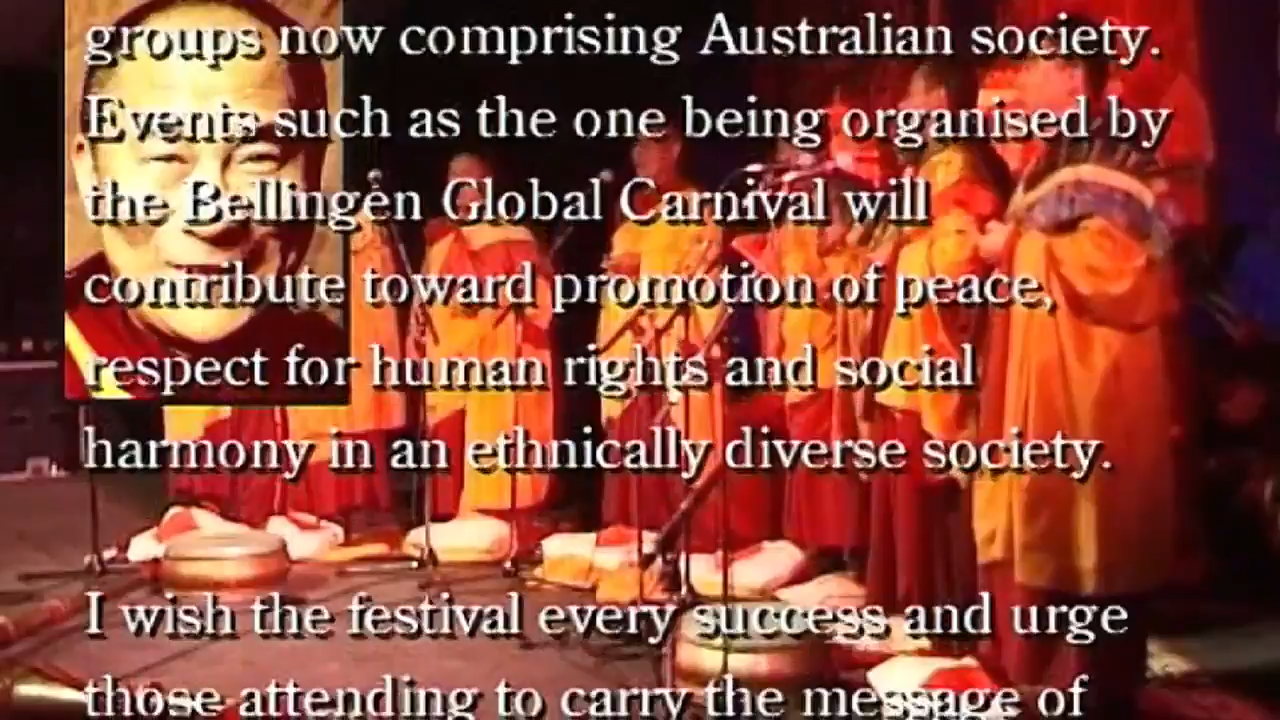 groups now comprising Australian society.
Events such as the one being organised by
the Bellingen Global Carnival will
contribute toward promotion of peace,
respect for human rights and social
harmony in an ethnically diverse society.
I wish the festival every success and urge
those attending to carry the message of